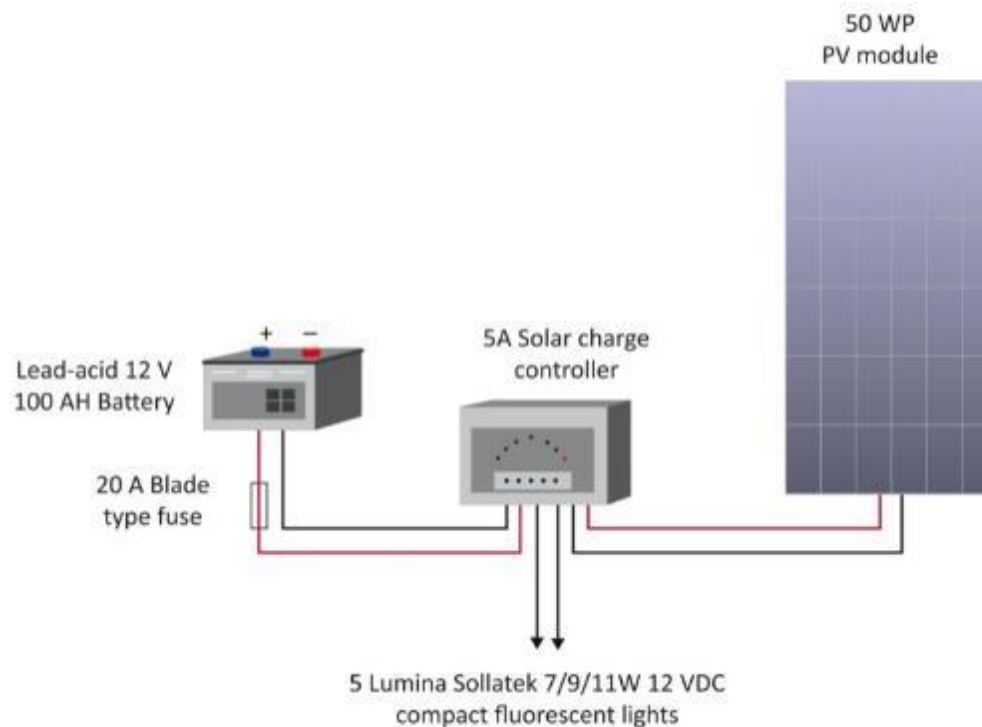 50 WP
PV module
+ −
5A Solar charge
controller
Lead-acid 12 V
100 AH Battery
20 A Blade
type fuse
5 Lumina Sollatek 7/9/11W 12 VDC
compact fluorescent lights